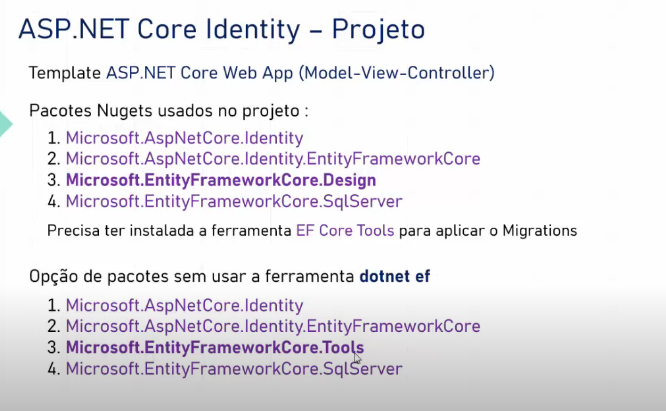 ASP.NET Core Identity – Projeto
Template ASP.NET Core Web App (Model-View-Controller)
Pacotes Nugets usados no projeto :
1. Microsoft.AspNetCore.Identity
2. Microsoft.AspNetCore.Identity.EntityFrameworkCore
3. Microsoft.EntityFrameworkCore.Design
4. Microsoft.EntityFrameworkCore.SqlServer
Precisa ter instalada a ferramenta EF Core Tools para aplicar o Migrations
Opção de pacotes sem usar a ferramenta dotnet ef
1. Microsoft.AspNetCore.Identity
2. Microsoft.AspNetCore.Identity.EntityFrameworkCore
3. Microsoft.EntityFrameworkCore.Tools
4. Microsoft.EntityFrameworkCore.SqlServer